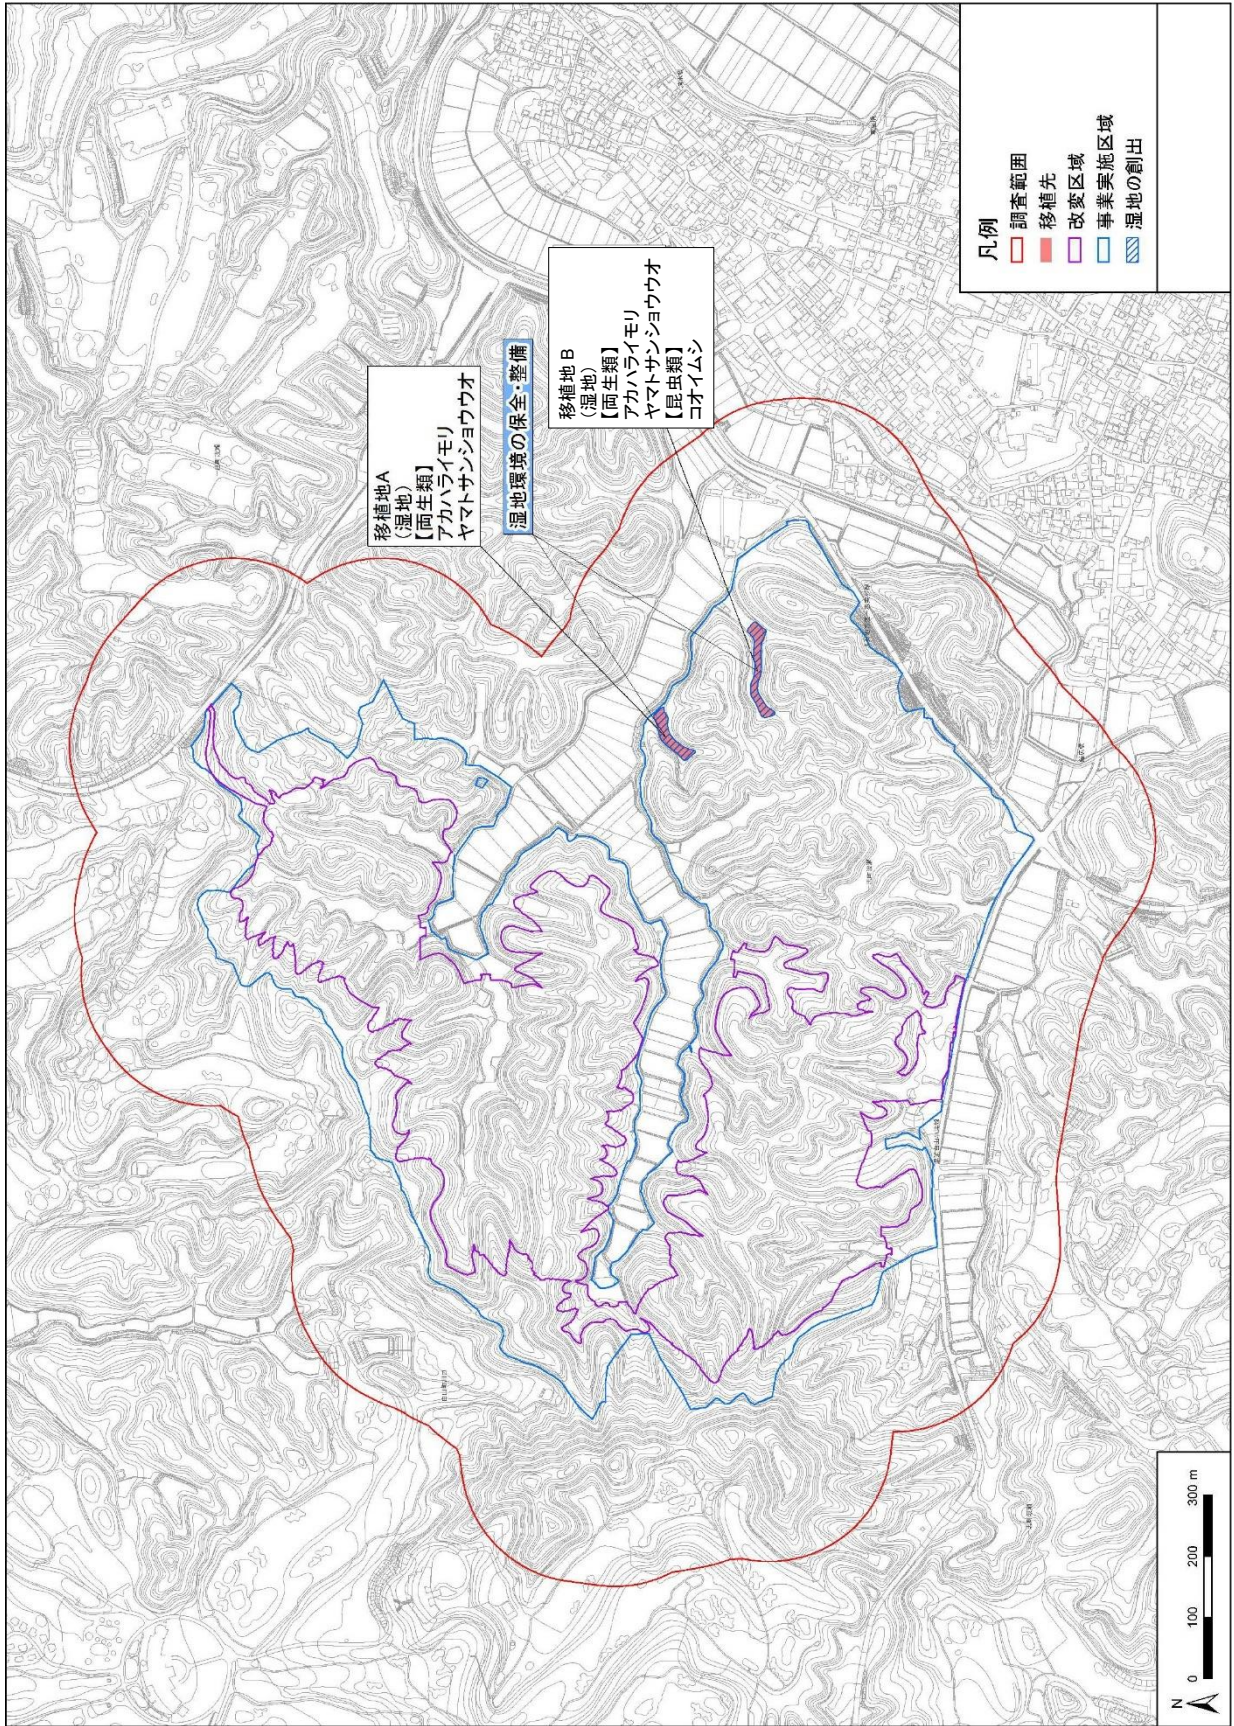 移植地A
(湿地)
【両生類】
アカハライモリ
ヤマトサンショウウオ
湿地環境の保全・整備
移植地 B
(湿地)
【両生類】
アカハライモリ
ヤマトサンショウウオ
【昆虫類】
コオイムシ
凡例
調査範囲
移植先
改変区域
事業実施区域
湿地の創出
N
0 100 200 300 m